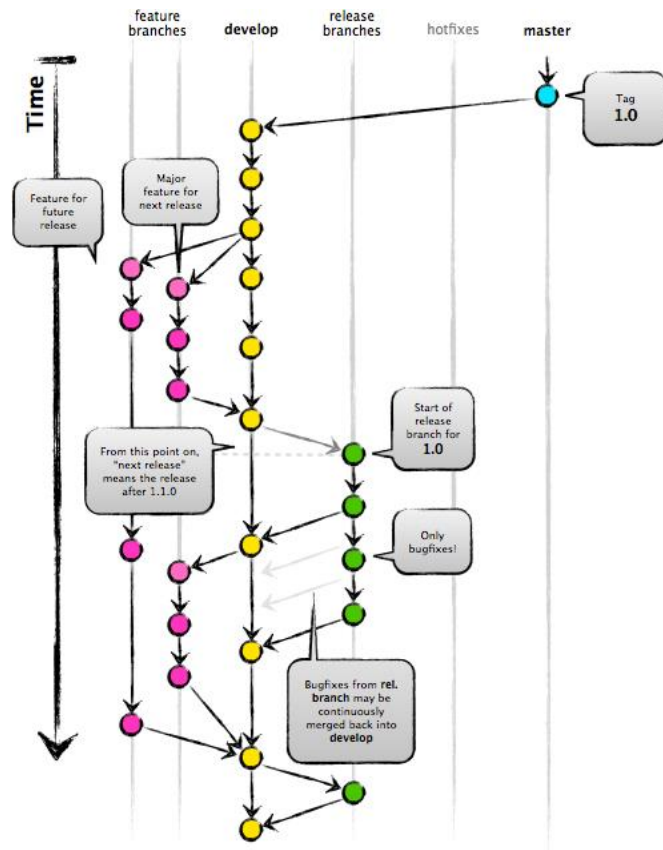 feature
branches
develop
release
branches
hotfixes
master
Time
Tag
1.0
Major
feature for
next release
Feature for
future
release
Start of
release
branch for
1.0
From this point on,
"next release"
means the release
after 1.1.0
Only
bugfixes!
Bugfixes from rel.
branch may be
continuously
merged back into
develop